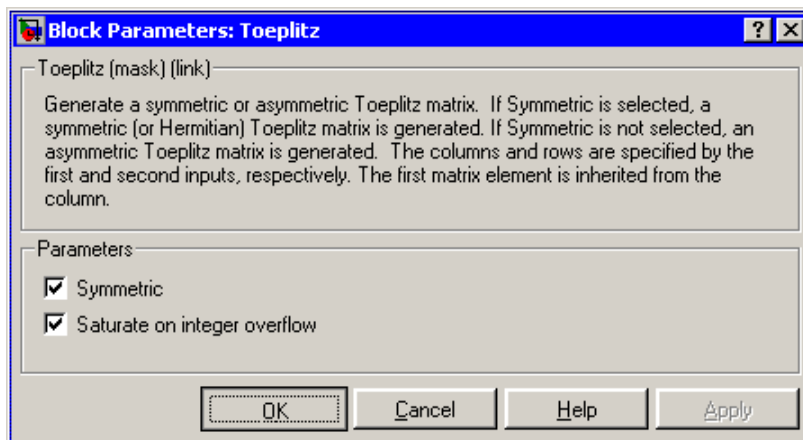 Block Parameters: Toeplitz
Toeplitz (mask) (link)
Generate a symmetric or asymmetric Toeplitz matrix.  If Symmetric is selected, a
symmetric (or Hermitian) Toeplitz matrix is generated. If Symmetric is not selected, an
asymmetric Toeplitz matrix is generated.  The columns and rows are specified by the
first and second inputs, respectively. The first matrix element is inherited from the
column.
Parameters
Symmetric
Saturate on integer overflow
OK Cancel Help Apply